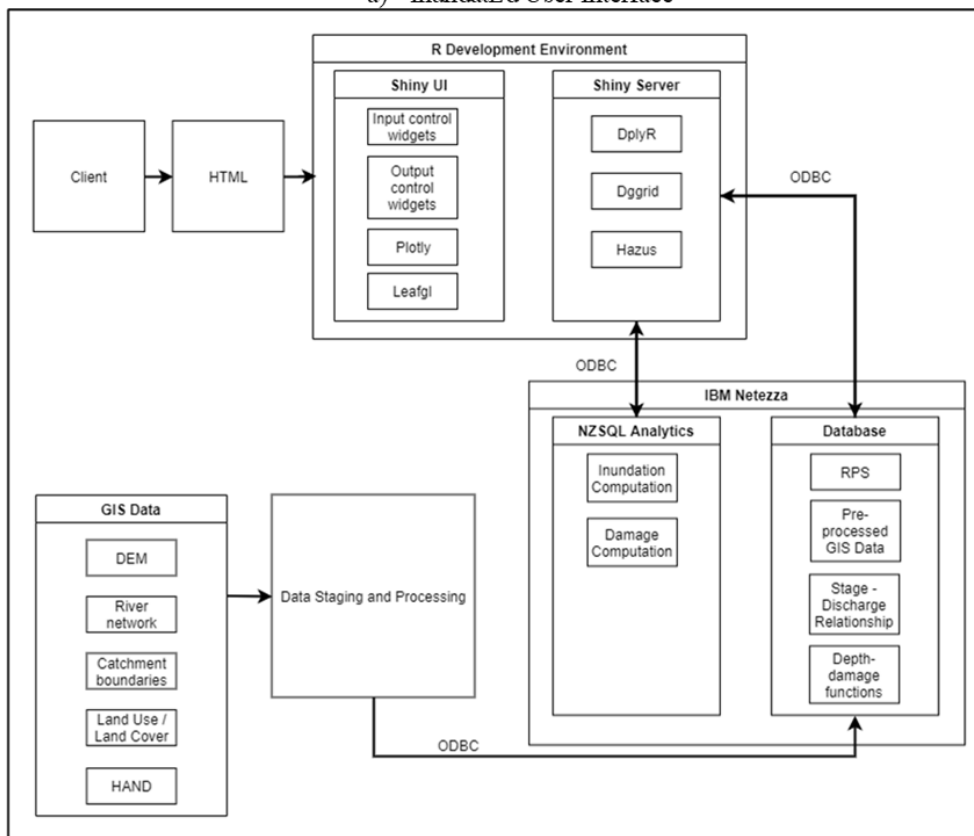 a)
User Interface
R Development Environment
Shiny UI
Input control
widgets
Output
control
widgets
Plotly
Leafgl
Shiny Server
DplyR
Dggrid
Hazus
Client
HTML
ODBC
ODBC
IBM Netezza
NZSQL Analytics
Inundation
Computation
Damage
Computation
Database
RPS
Pre-
processed
GIS Data
Stage -
Discharge
Relationship
Depth-
damage
functions
GIS Data
DEM
River
network
Catchment
boundaries
Land Use /
Land Cover
HAND
Data Staging and Processing
ODBC